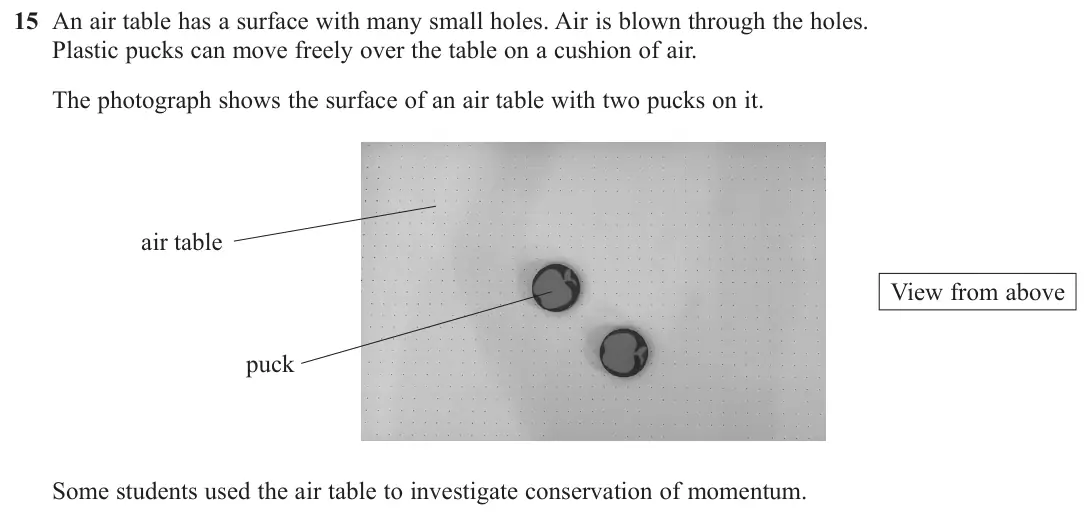 15 An air table has a surface with many small holes. Air is blown through the holes.
Plastic pucks can move freely over the table on a cushion of air.
The photograph shows the surface of an air table with two pucks on it.
air table
View from above
puck
Some students used the air table to investigate conservation of momentum.